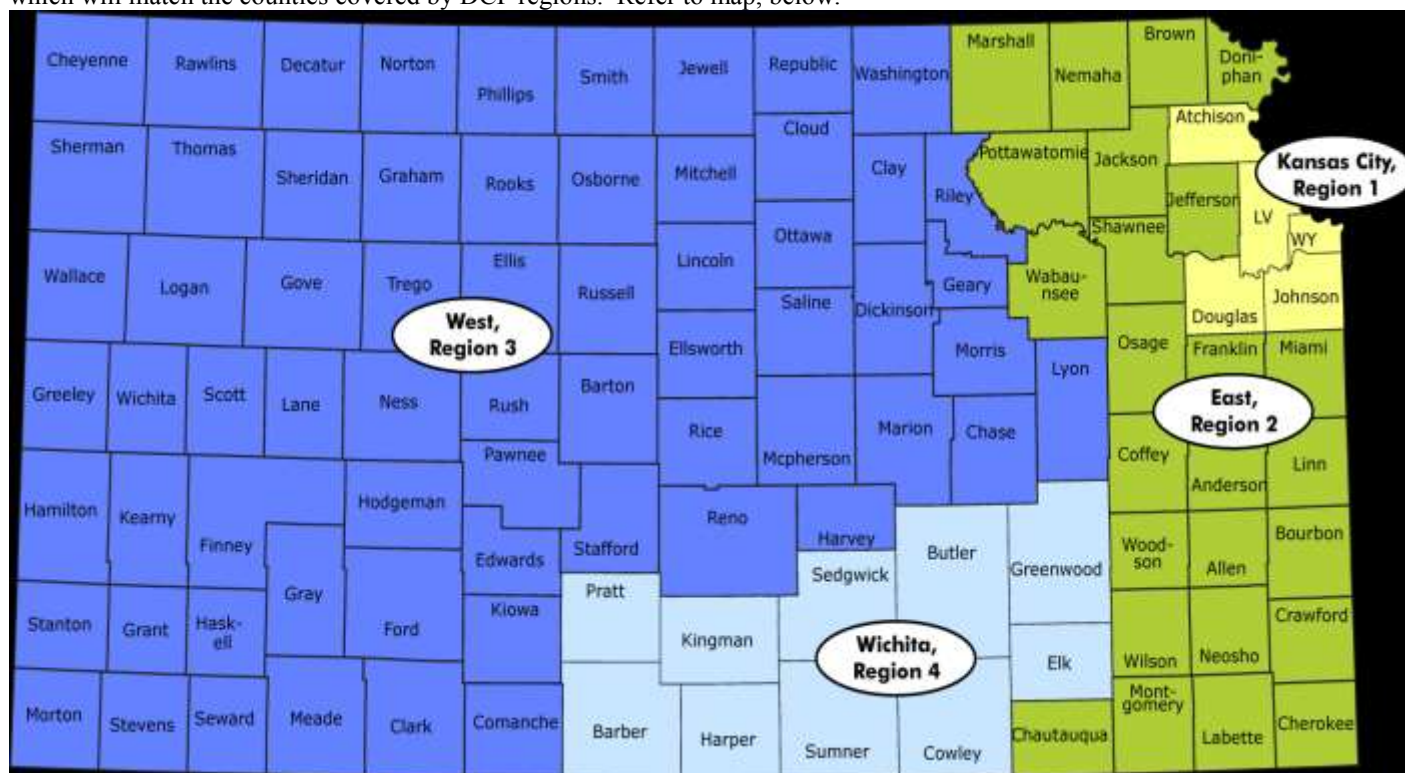 which will match the counties covered by DCF regions. Refer to map, below.
Cheyenne
Rawlins
Decatur
Norton
Phillips
Smith
Jewell
Republic
Washington
Marshall
Nemaha
Brown
Doni-
phan
Atchison
Sherman
Thomas
Sheridan
Graham
Rooks
Osborne
Mitchell
Cloud
Clay
Riley
Pottawatomie
Jackson
Jefferson
Kansas City,
Region 1
LV
WY
Shawnee
Wallace
Logan
Gove
Trego
Ellis
Russell
Lincoln
Ottawa
Saline
Dickinson
Geary
Wabau-
nsee
Douglas
Johnson
West,
Region 3
Ellsworth
Morris
Lyon
Osage
Franklin
Miami
Greeley
Wichita
Scott
Lane
Ness
Rush
Barton
Rice
Mcpherson
Marion
Chase
East,
Region 2
Pawnee
Coffey
Anderson
Linn
Hamilton
Kearny
Finney
Hodgeman
Edwards
Stafford
Reno
Harvey
Sedgwick
Butler
Greenwood
Wood-
son
Allen
Bourbon
Gray
Ford
Kiowa
Pratt
Kingman
Stanton
Grant
Hask-
ell
Wichita,
Region 4
Elk
Wilson
Neosho
Crawford
Morton
Stevens
Seward
Meade
Clark
Comanche
Barber
Harper
Sumner
Cowley
Chautauqua
Mont-
gomery
Labette
Cherokee